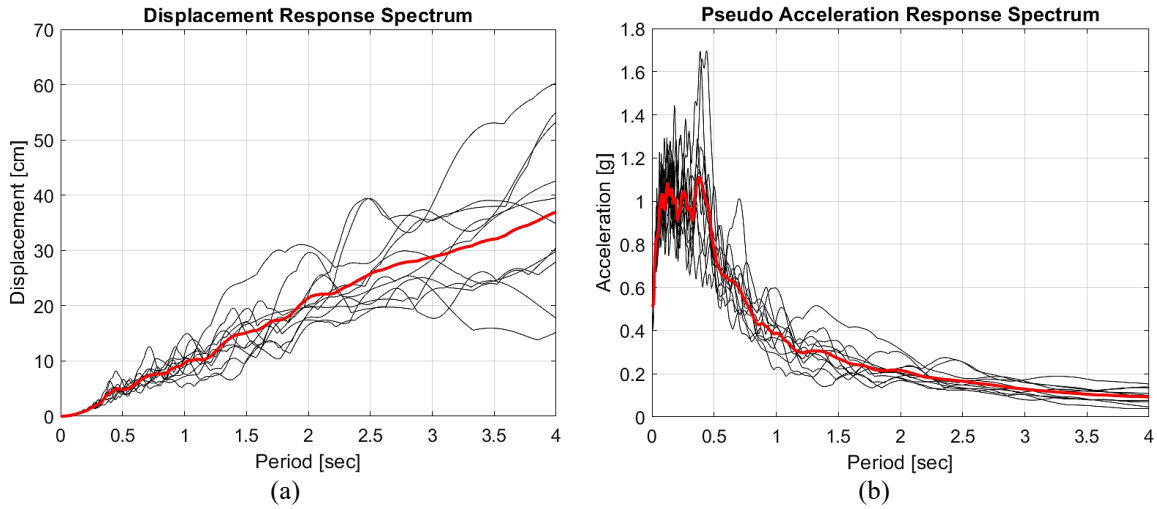 Displacement Response Spectrum
70
60
50
40
30
20
10
0
Displacement [cm]
0 0.5 1 1.5 2 2.5 3 3.5 4
Period [sec]
(a)
Pseudo Acceleration Response Spectrum
1.8
1.6
1.4
1.2
1
0.8
0.6
0.4
0.2
0
Acceleration [g]
0 0.5 1 1.5 2 2.5 3 3.5 4
Period [sec]
(b)